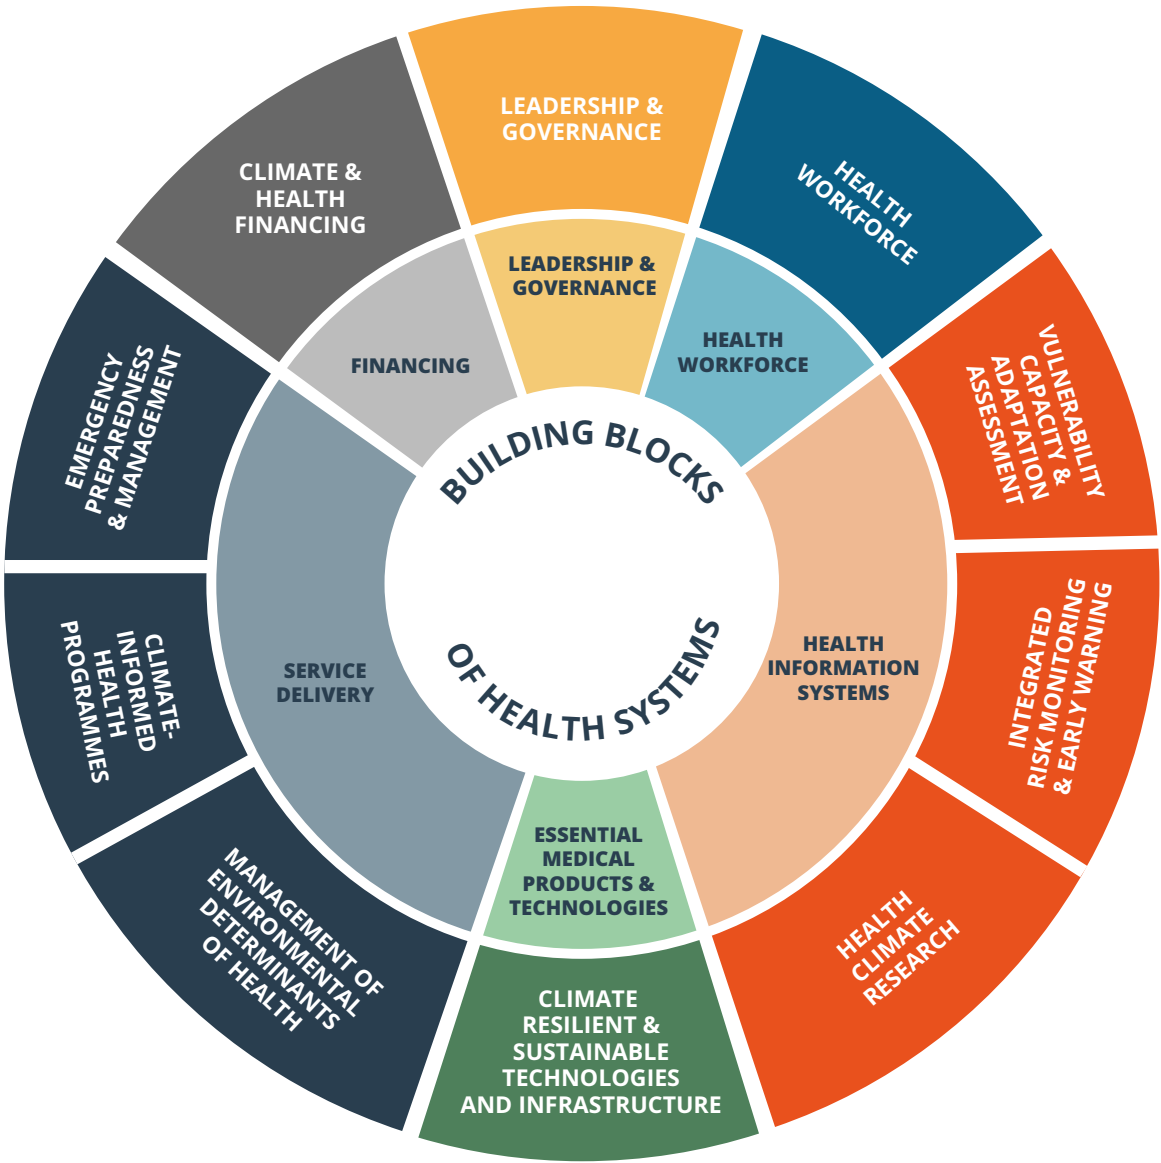 LEADERSHIP &
GOVERNANCE
HEALTH
WORKFORCE
VULNERABILITY
CAPACITY &
ADAPTATION
ASSESSMENT
INTEGRATED
RISK MONITORING
& EARLY WARNING
HEALTH
CLIMATE
RESEARCH
CLIMATE
RESILIENT &
SUSTAINABLE
TECHNOLOGIES
AND INFRASTRUCTURE
MANAGEMENT OF
ENVIRONMENTAL
DETERMINANTS
OF HEALTH
CLIMATE-
INFORMED
HEALTH
PROGRAMMES
EMERGENCY
PREPAREDNESS
& MANAGEMENT
CLIMATE &
HEALTH
FINANCING
LEADERSHIP &
GOVERNANCE
HEALTH
WORKFORCE
HEALTH
INFORMATION
SYSTEMS
ESSENTIAL
MEDICAL
PRODUCTS &
TECHNOLOGIES
SERVICE
DELIVERY
FINANCING
BUILDING BLOCKS
OF HEALTH SYSTEMS